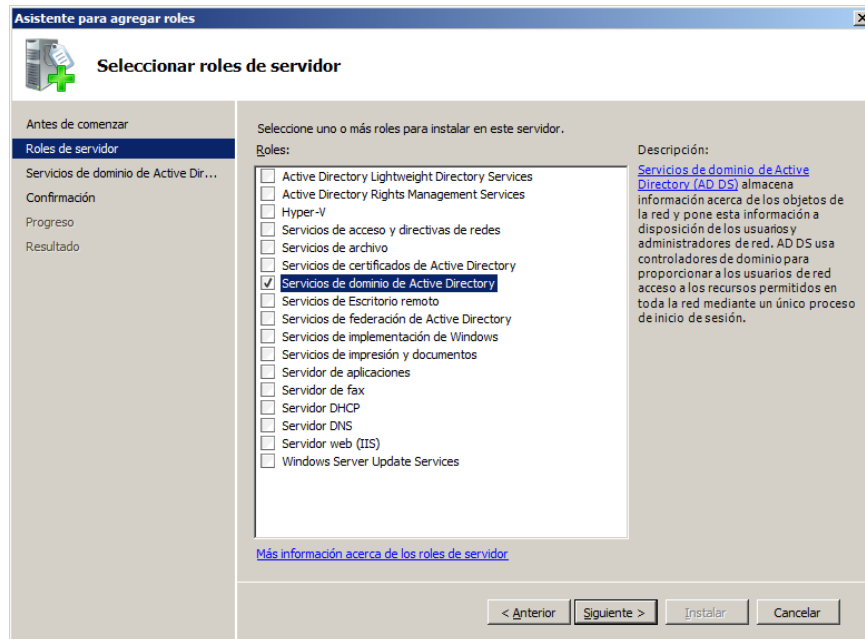 Asistente para agregar roles
Seleccionar roles de servidor
Antes de comenzar
Roles de servidor
Servicios de dominio de Active Dir...
Confirmación
Progreso
Resultado
Seleccione uno o más roles para instalar en este servidor.
Roles:
Active Directory Lightweight Directory Services
Active Directory Rights Management Services
Hyper-V
Servicios de acceso y directivas de redes
Servicios de archivo
Servicios de certificados de Active Directory
Servicios de dominio de Active Directory
Servicios de Escritorio remoto
Servicios de federación de Active Directory
Servicios de implementación de Windows
Servicios de impresión y documentos
Servidor de aplicaciones
Servidor de fax
Servidor DHCP
Servidor DNS
Servidor web (IIS)
Windows Server Update Services
Más información acerca de los roles de servidor
Descripción:
Servicios de dominio de Active
Directory (AD DS) almacena
información acerca de los objetos de
la red y pone esta información a
disposición de los usuarios y
administradores de red. AD DS usa
controladores de dominio para
proporcionar a los usuarios de red
acceso a los recursos permitidos en
toda la red mediante un único proceso
de inicio de sesión.
< Anterior
Siguiente >
Instalar
Cancelar